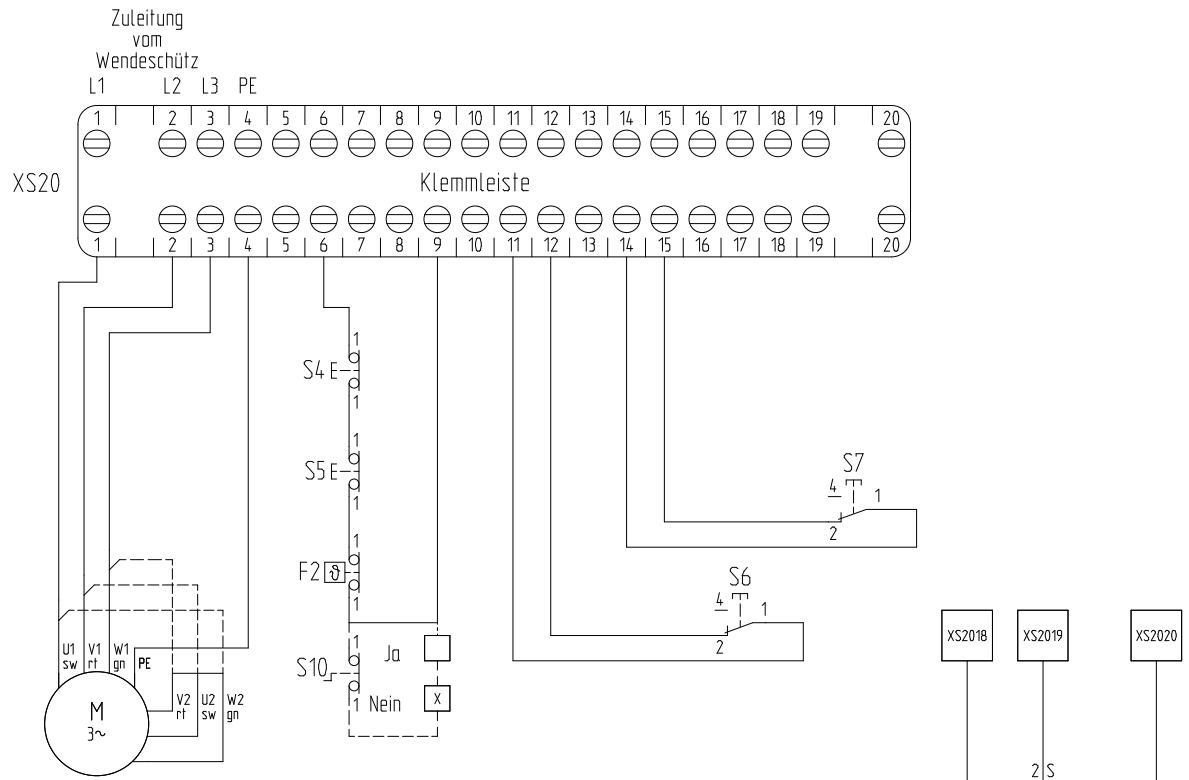 Zuleitung
vom
Wendeschütz
L1 L2 L3 PE
1 2 3 4 5 6 7 8 9 10 11 12 13 14 15 16 17 18 19 20
XS20 Klemmleiste
1 2 3 4 5 6 7 8 9 10 11 12 13 14 15 16 17 18 19 20
1
S4 E
1
1
S5 E
1
S7
4 1
2
1
F2 ϑ
1
S6
4 1
2
XS2018 XS2019 XS2020
U1 V1 W1 PE
sw rt gn
1
S10
1
Ja
Nein X
V2 U2 W2
rt sw gn
M
3~
2 S